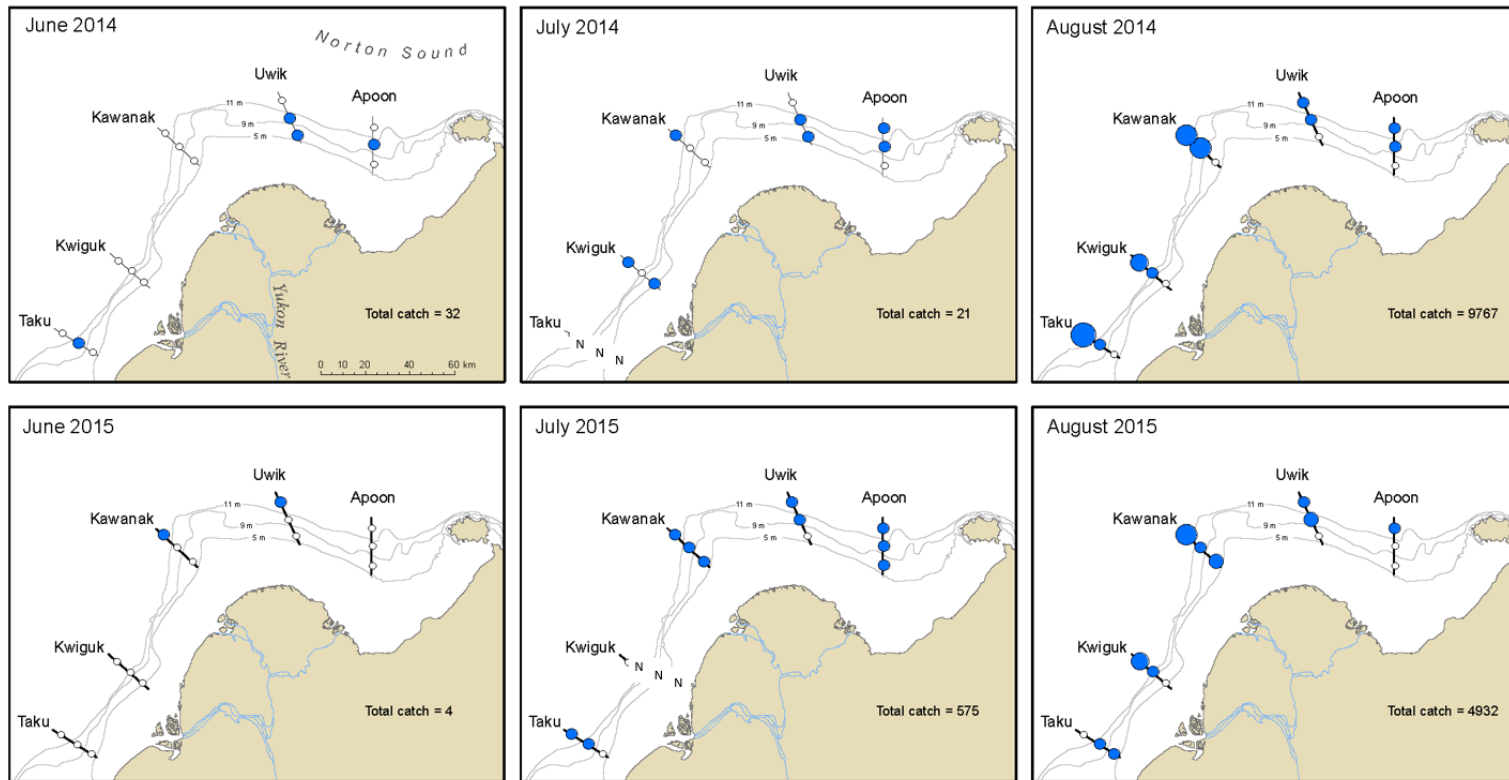 June 2014
Norton Sound
Uwik
Apoon
Kawanak
11 m
9 m
5 m
Kwiguk
Taku
Yukon River
Total catch = 32
0 20 40 60 km
July 2014
Uwik
Apoon
Kawanak
11 m
9 m
5 m
Kwiguk
Taku
N N N
Total catch = 21
August 2014
Uwik
Apoon
Kawanak
11 m
9 m
5 m
Kwiguk
Taku
Total catch = 9767
June 2015
Uwik
Apoon
Kawanak
11 m
9 m
5 m
Kwiguk
Taku
Total catch = 4
July 2015
Uwik
Apoon
Kawanak
11 m
9 m
5 m
Kwiguk
N N N
Taku
Total catch = 575
August 2015
Uwik
Apoon
Kawanak
11 m
9 m
5 m
Kwiguk
Taku
Total catch = 4932